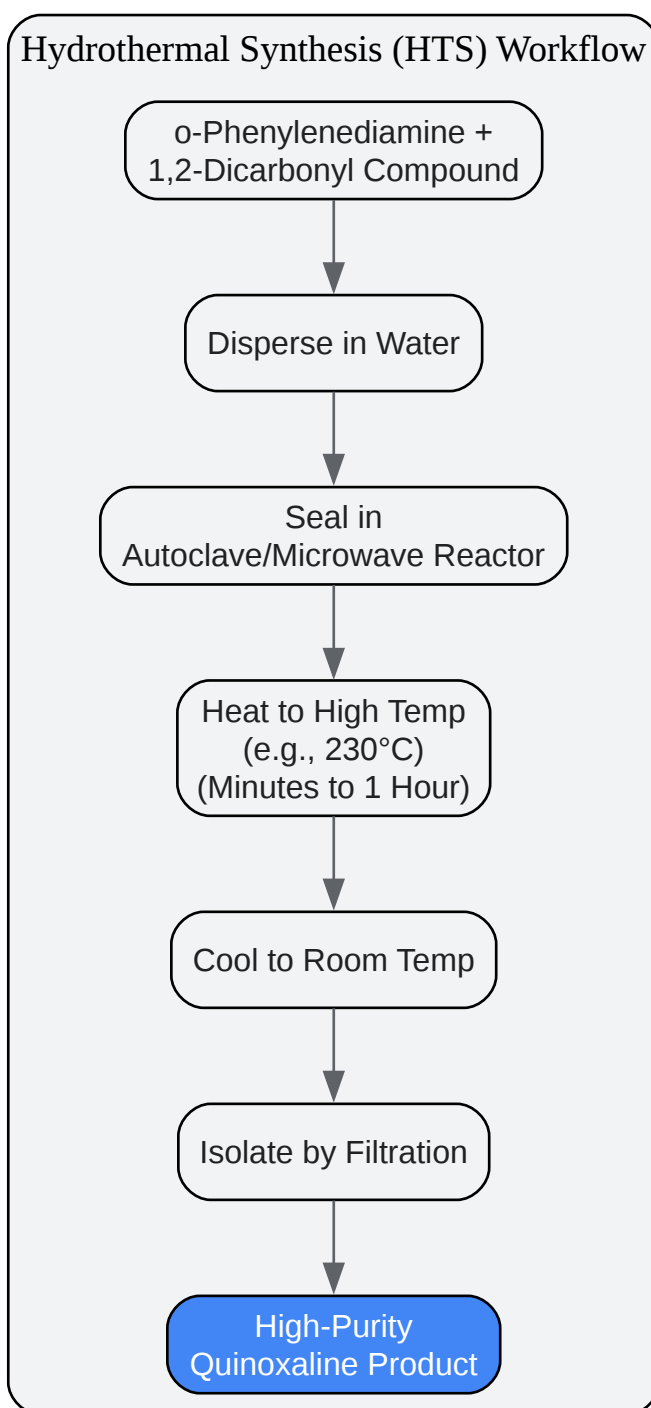 Hydrothermal Synthesis (HTS) Workflow
o-Phenylenediamine +
1,2-Dicarbonyl Compound
Disperse in Water
Seal in
Autoclave/Microwave Reactor
Heat to High Temp
(e.g., 230°C)
(Minutes to 1 Hour)
Cool to Room Temp
Isolate by Filtration
High-Purity
Quinoxaline Product